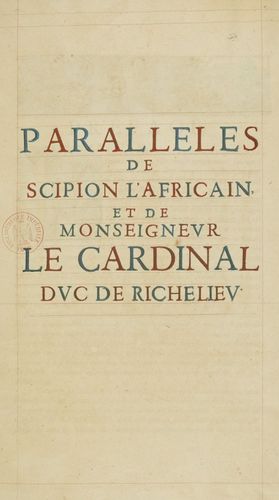 PARALLELES
DE
SCIPION L'AFRICAIN,
ET DE
MONSEIGNEVR
LE CARDINAL
DVC DE RICHELIEV.